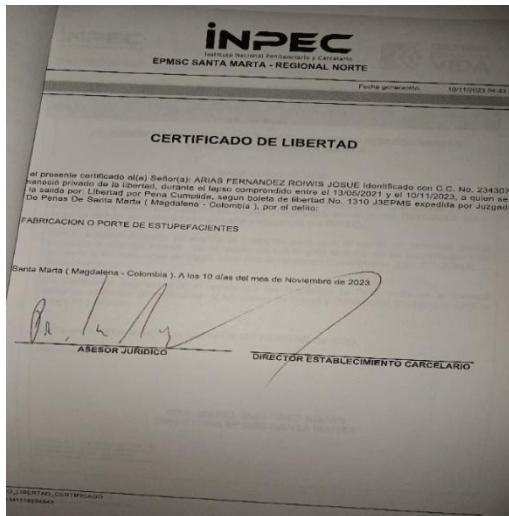 INPEC
Instituto Nacional Penitenciario y Carcelario
EPMSC SANTA MARTA - REGIONAL NORTE
Fecha generación: 10/11/2023 04:43
CERTIFICADO DE LIBERTAD
el presente certificado al(a) Señor(a): ARIAS FERNANDEZ ROIWIS JOSUE identificado con C.C. No. 234307
privado de la libertad, durante el lapso comprendido entre el 13/05/2021 y el 10/11/2023, a quien se
la salida por: Libertad por Pena Cumplida, segun boleta de libertad No. 1310 J3EPMS expedida por Juzgado
De Penas De Santa Marta ( Magdalena - Colombia ), por el delito:
FABRICACION O PORTE DE ESTUPEFACIENTES
Santa Marta ( Magdalena - Colombia ). A los 10 días del mes de Noviembre de 2023
ASESOR JURIDICO
DIRECTOR ESTABLECIMIENTO CARCELARIO